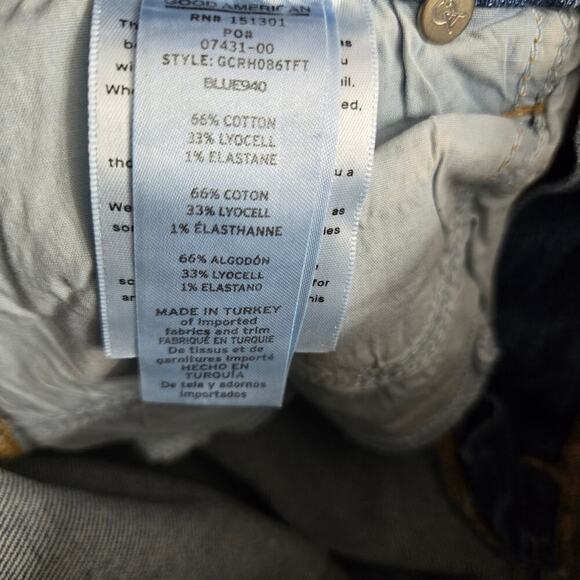 GOOD AMERICAN
RN# 151301
PO#
07431-00
STYLE: GCRH086TFT
BLUE940
66% COTTON
33% LYOCELL
1% ELASTANE
66% COTON
33% LYOCELL
1% ÉLASTHANNE
66% ALGODÓN
33% LYOCELL
1% ELASTANO
MADE IN TURKEY
of imported
fabrics and trim
FABRIQUÉ EN TURQUIE
De tissus et de
garnitures importé
HECHO EN
TURQUÍA
De tela y adornos
importados